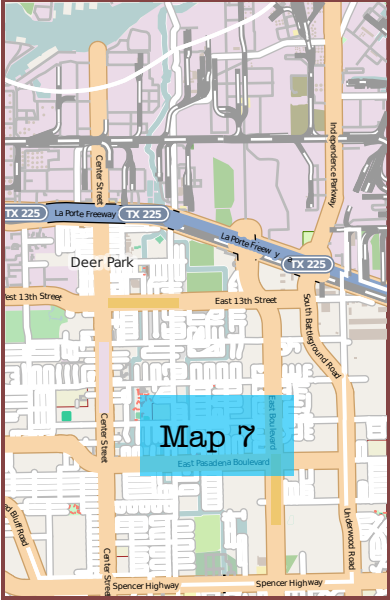 Independence Parkway
Center Street
TX 225
La Porte Freeway
TX 225
La Porte Freew y
TX 225
Deer Park
est 13th Street
East 13th Street
South Battleground Road
Map 7
East Boulevard
East Pasadena Boulevard
Center Street
d Bluff Road
Underwood Road
Center Street
Spencer Highway
Spencer Highway